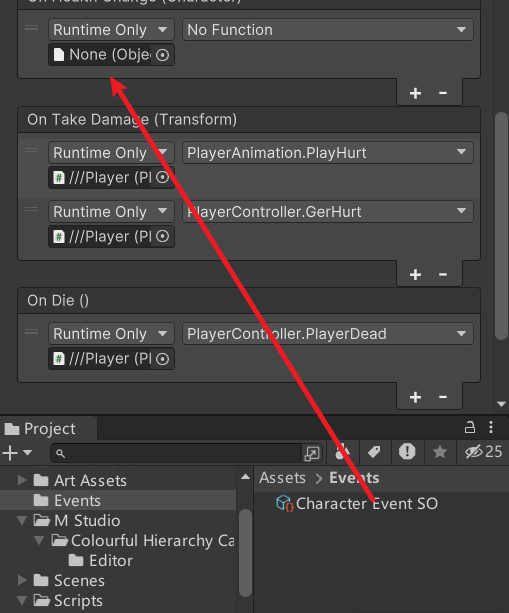 On Health Change (Character)
Runtime Only No Function
None (Obje
+ -
On Take Damage (Transform)
Runtime Only PlayerAnimation.PlayHurt
///Player (Pl
Runtime Only PlayerController.GerHurt
///Player (Pl
+ -
On Die ()
Runtime Only PlayerController.PlayerDead
///Player (Pl
+ -
Project
+ 25
Art Assets
Events
M Studio
Colourful Hierarchy Ca
Editor
Scenes
Scripts
Assets > Events
Character Event SO